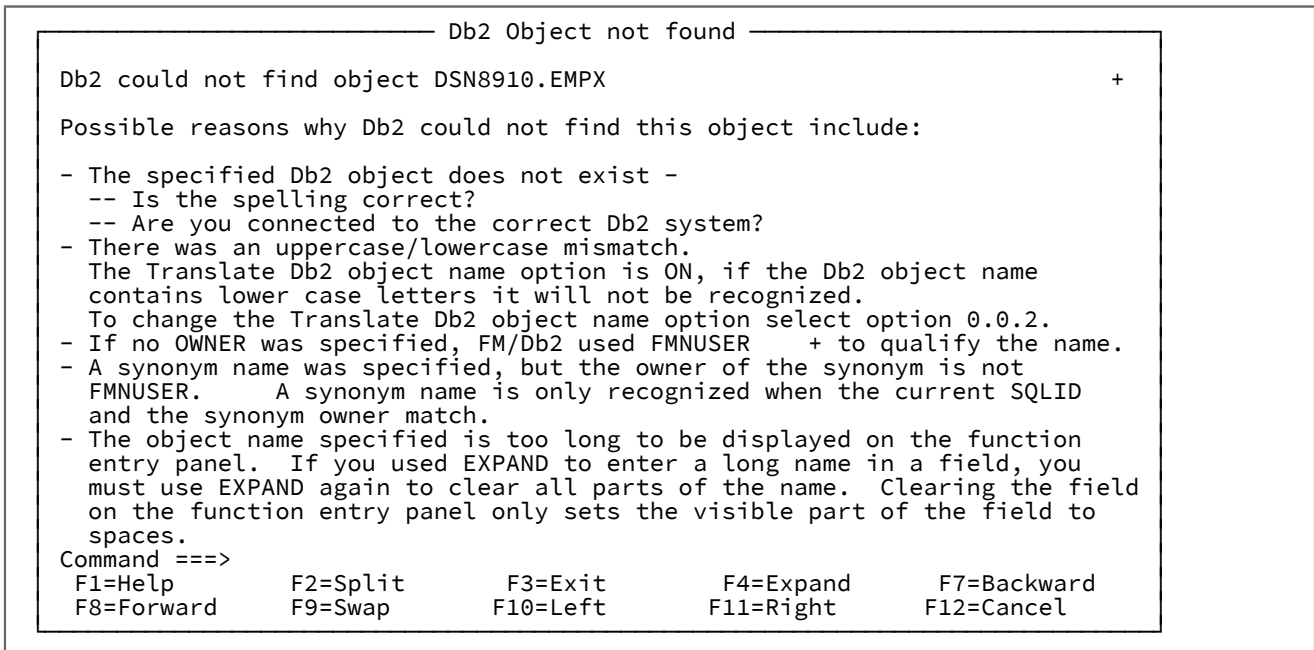 Db2 Object not found
Db2 could not find object DSN8910.EMPX +
Possible reasons why Db2 could not find this object include:
- The specified Db2 object does not exist -
-- Is the spelling correct?
-- Are you connected to the correct Db2 system?
- There was an uppercase/lowercase mismatch.
The Translate Db2 object name option is ON, if the Db2 object name
contains lower case letters it will not be recognized.
To change the Translate Db2 object name option select option 0.0.2.
- If no OWNER was specified, FM/Db2 used FMNUSER + to qualify the name.
- A synonym name was specified, but the owner of the synonym is not
FMNUSER. A synonym name is only recognized when the current SQLID
and the synonym owner match.
- The object name specified is too long to be displayed on the function
entry panel. If you used EXPAND to enter a long name in a field, you
must use EXPAND again to clear all parts of the name. Clearing the field
on the function entry panel only sets the visible part of the field to
spaces.
Command ===>
F1=Help F2=Split F3=Exit F4=Expand F7=Backward
F8=Forward F9=Swap F10=Left F11=Right F12=Cancel